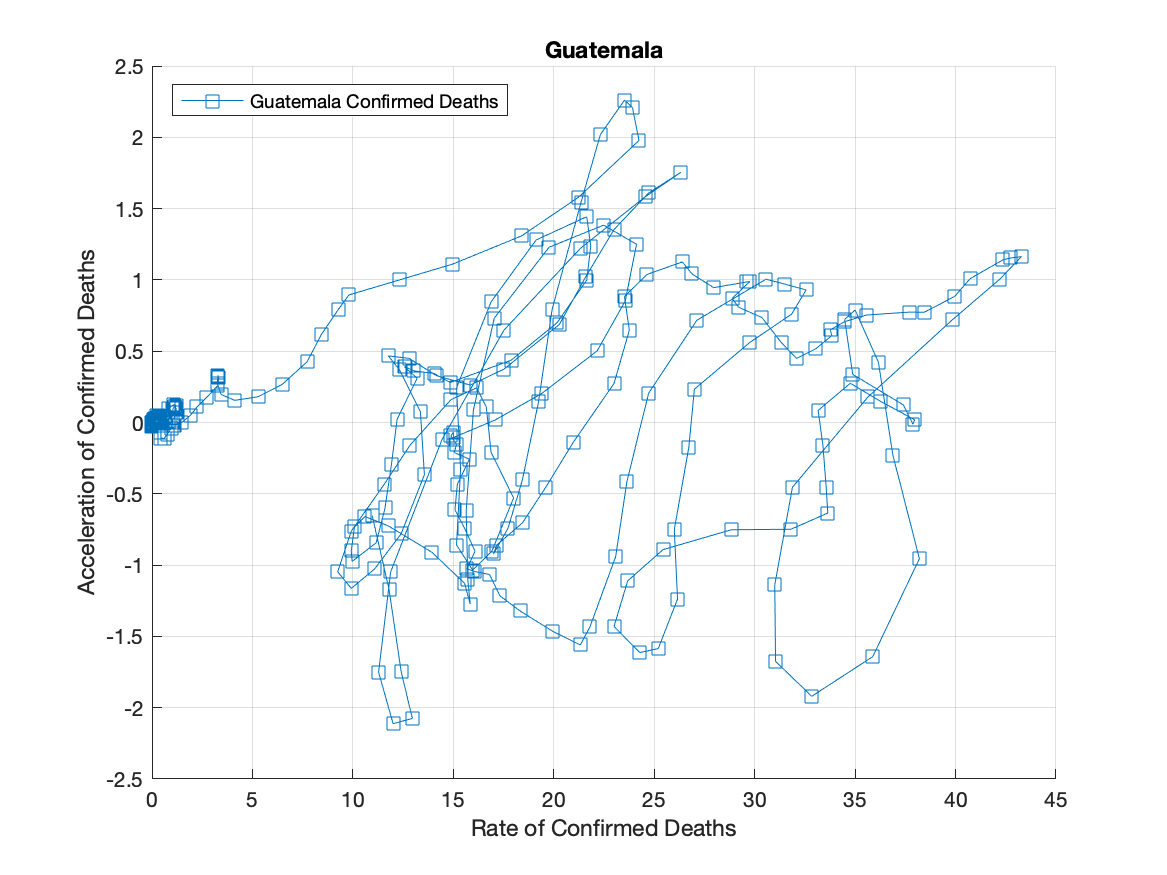 Guatemala
2.5
Guatemala Confirmed Deaths
2
1.5
1
0.5
0
-0.5
-1
-1.5
-2
-2.5
Acceleration of Confirmed Deaths
0 5 10 15 20 25 30 35 40 45
Rate of Confirmed Deaths